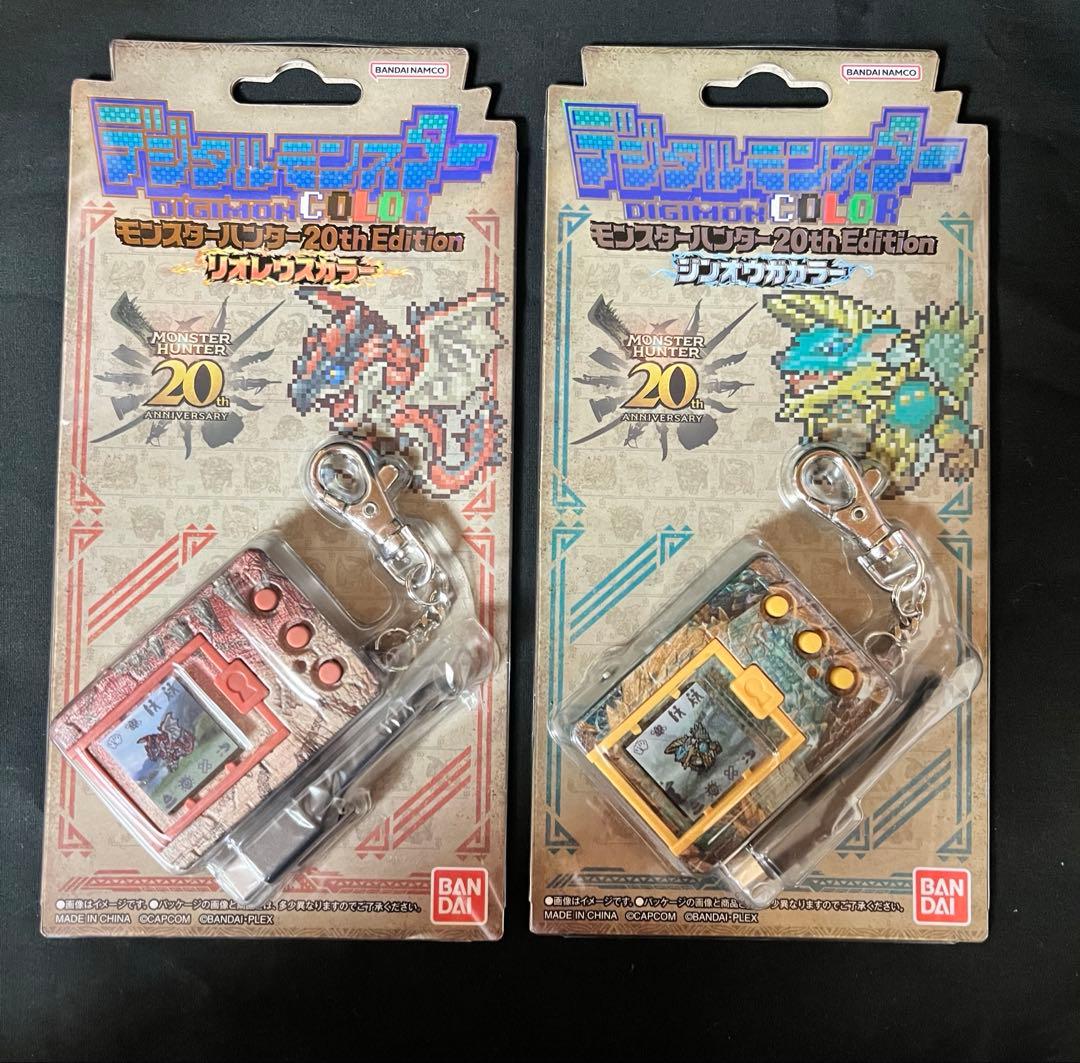 BANDAI NAMCO
デジタルモンスター
DIGIMON COLOR
モンスターハンター20th Edition
リオレウスカラー
MONSTER
HUNTER
20th
ANNIVERSARY
●画像はイメージです。●パッケージの画像と商品とは、多少異なりますのでご了承ください。
MADE IN CHINA ©CAPCOM ©BANDAI・PLEX
BAN
DAI
BANDAI NAMCO
デジタルモンスター
DIGIMON COLOR
モンスターハンター20th Edition
ジンオウガカラー
MONSTER
HUNTER
20th
ANNIVERSARY
●画像はイメージです。●パッケージの画像と商品 多少異なりますのでご了承ください。
MADE IN CHINA ©CAPCOM ©BANDAI・PLEX
BAN
DAI